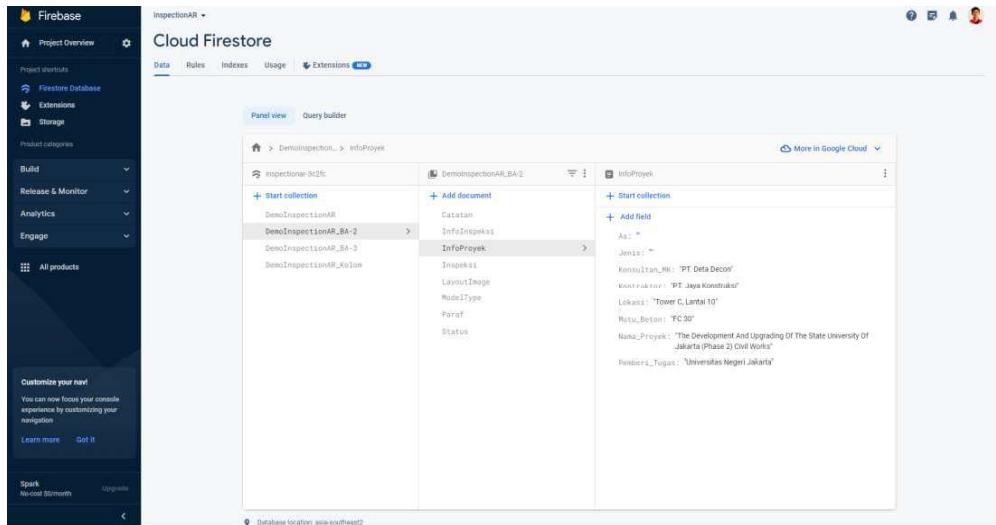 Firebase
Project Overview
Project shortcuts
Firestore Database
Extensions
Storage
Product categories
Build
Release & Monitor
Analytics
Engage
All products
Customize your nav!
You can now focus your console
experience by customizing your
navigation
Learn more Got it
Spark
No-cost $0/month
Upgrade
InspectionAR
Cloud Firestore
Data Rules Indexes Usage Extensions NEW
Panel view Query builder
DemoInspection... > InfoProyek
More in Google Cloud
inspectionar-3c2fc
+ Start collection
DemoInspectionAR
DemoInspectionAR_BA-2
DemoInspectionAR_BA-3
DemoInspectionAR_Kolom
DemoInspectionAR_BA-2
+ Add document
Catatan
InfoInspeksi
InfoProyek
Inspeksi
LayoutImage
ModelType
Paraf
Status
InfoProyek
+ Start collection
+ Add field
As: ""
Jenis: ""
Konsultan_MK: "PT. Deta Decon"
Kontraktor: "PT. Jaya Konstruksi"
Lokasi: "Tower C, Lantai 10"
Mutu_Beton: "FC 30"
Nama_Proyek: "The Development And Upgrading Of The State University Of
Jakarta (Phase 2) Civil Works"
Pemberi_Tugas: "Universitas Negeri Jakarta"
Database location: asia-southeast2